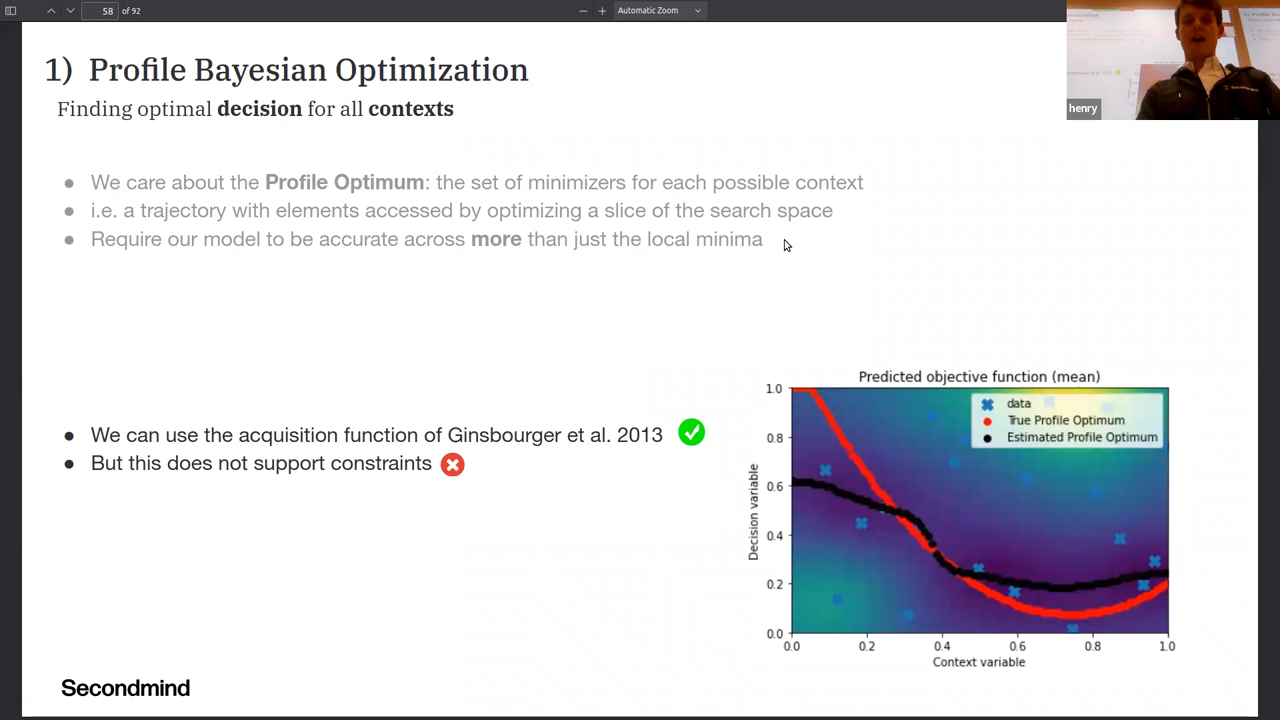 58 of 92
Automatic Zoom
henry
1) Profile Bayesian Optimization
Finding optimal decision for all contexts
● We care about the Profile Optimum: the set of minimizers for each possible context
● i.e. a trajectory with elements accessed by optimizing a slice of the search space
● Require our model to be accurate across more than just the local minima
● We can use the acquisition function of Ginsbourger et al. 2013
● But this does not support constraints
Predicted objective function (mean)
data
True Profile Optimum
Estimated Profile Optimum
1.0
0.8
0.6
0.4
0.2
0.0
Decision variable
0.0 0.2 0.4 0.6 0.8 1.0
Context variable
Secondmind